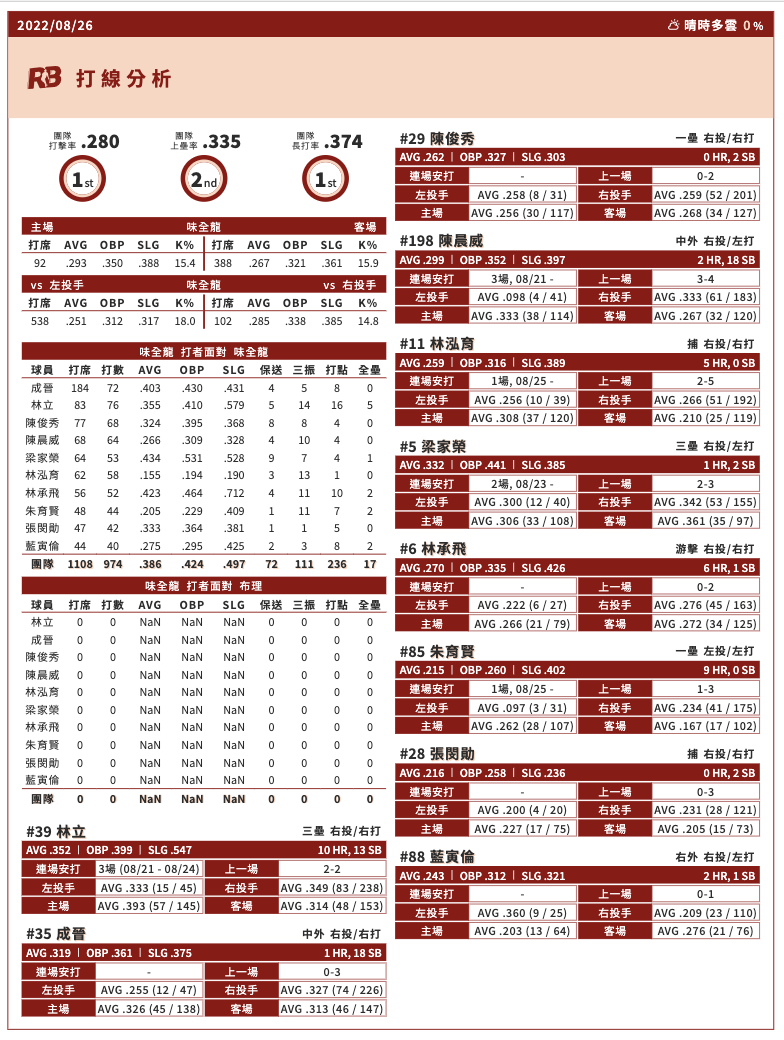 2022/08/26
晴時多雲 0 %
RB 打線分析
團隊 打擊率 .280
團隊 上壘率 .335
團隊 長打率 .374
1st
2nd
1st
主場 味全龍 客場
打席 AVG OBP SLG K% 打席 AVG OBP SLG K%
92 .293 .350 .388 15.4 388 .267 .321 .361 15.9
vs 左投手 味全龍 vs 右投手
打席 AVG OBP SLG K% 打席 AVG OBP SLG K%
538 .251 .312 .317 18.0 102 .285 .338 .385 14.8
味全龍 打者面對 味全龍
球員 打席 打數 AVG OBP SLG 保送 三振 打點 全壘
成晉 184 72 .403 .430 .431 4 5 8 0
林立 83 76 .355 .410 .579 5 14 16 5
陳俊秀 77 68 .324 .395 .368 8 8 4 0
陳晨威 68 64 .266 .309 .328 4 10 4 0
梁家榮 64 53 .434 .531 .528 9 7 4 1
林泓育 62 58 .155 .194 .190 3 13 1 0
林承飛 56 52 .423 .464 .712 4 11 10 2
朱育賢 48 44 .205 .229 .409 1 11 7 2
張閔勛 47 42 .333 .364 .381 1 1 5 0
藍寅倫 44 40 .275 .295 .425 2 3 8 2
團隊 1108 974 .386 .424 .497 72 111 236 17
味全龍 打者面對 布理
球員 打席 打數 AVG OBP SLG 保送 三振 打點 全壘
林立 0 0 NaN NaN NaN 0 0 0 0
成晉 0 0 NaN NaN NaN 0 0 0 0
陳俊秀 0 0 NaN NaN NaN 0 0 0 0
陳晨威 0 0 NaN NaN NaN 0 0 0 0
林泓育 0 0 NaN NaN NaN 0 0 0 0
梁家榮 0 0 NaN NaN NaN 0 0 0 0
林承飛 0 0 NaN NaN NaN 0 0 0 0
朱育賢 0 0 NaN NaN NaN 0 0 0 0
張閔勛 0 0 NaN NaN NaN 0 0 0 0
藍寅倫 0 0 NaN NaN NaN 0 0 0 0
團隊 0 0 NaN NaN NaN 0 0 0 0
#39 林立 三壘 右投/右打
AVG .352 | OBP .399 | SLG .547 10 HR, 13 SB
連場安打 3場 (08/21 - 08/24) 上一場 2-2
左投手 AVG .333 (15 / 45) 右投手 AVG .349 (83 / 238)
主場 AVG .393 (57 / 145) 客場 AVG .314 (48 / 153)
#35 成晉 中外 右投/右打
AVG .319 | OBP .361 | SLG .375 1 HR, 18 SB
連場安打 - 上一場 0-3
左投手 AVG .255 (12 / 47) 右投手 AVG .327 (74 / 226)
主場 AVG .326 (45 / 138) 客場 AVG .313 (46 / 147)
#29 陳俊秀 一壘 右投/右打
AVG .262 | OBP .327 | SLG .303 0 HR, 2 SB
連場安打 - 上一場 0-2
左投手 AVG .258 (8 / 31) 右投手 AVG .259 (52 / 201)
主場 AVG .256 (30 / 117) 客場 AVG .268 (34 / 127)
#198 陳晨威 中外 右投/左打
AVG .299 | OBP .352 | SLG .397 2 HR, 18 SB
連場安打 3場, 08/21 - 上一場 3-4
左投手 AVG .098 (4 / 41) 右投手 AVG .333 (61 / 183)
主場 AVG .333 (38 / 114) 客場 AVG .267 (32 / 120)
#11 林泓育 捕 右投/右打
AVG .259 | OBP .316 | SLG .389 5 HR, 0 SB
連場安打 1場, 08/25 - 上一場 2-5
左投手 AVG .256 (10 / 39) 右投手 AVG .266 (51 / 192)
主場 AVG .308 (37 / 120) 客場 AVG .210 (25 / 119)
#5 梁家榮 三壘 右投/左打
AVG .332 | OBP .441 | SLG .385 1 HR, 2 SB
連場安打 2場, 08/23 - 上一場 2-3
左投手 AVG .300 (12 / 40) 右投手 AVG .342 (53 / 155)
主場 AVG .306 (33 / 108) 客場 AVG .361 (35 / 97)
#6 林承飛 游擊 右投/右打
AVG .270 | OBP .335 | SLG .426 6 HR, 1 SB
連場安打 - 上一場 0-2
左投手 AVG .222 (6 / 27) 右投手 AVG .276 (45 / 163)
主場 AVG .266 (21 / 79) 客場 AVG .272 (34 / 125)
#85 朱育賢 一壘 左投/左打
AVG .215 | OBP .260 | SLG .402 9 HR, 0 SB
連場安打 1場, 08/25 - 上一場 1-3
左投手 AVG .097 (3 / 31) 右投手 AVG .234 (41 / 175)
主場 AVG .262 (28 / 107) 客場 AVG .167 (17 / 102)
#28 張閔勛 捕 右投/右打
AVG .216 | OBP .258 | SLG .236 0 HR, 2 SB
連場安打 - 上一場 0-3
左投手 AVG .200 (4 / 20) 右投手 AVG .231 (28 / 121)
主場 AVG .227 (17 / 75) 客場 AVG .205 (15 / 73)
#88 藍寅倫 右外 右投/左打
AVG .243 | OBP .312 | SLG .321 2 HR, 1 SB
連場安打 - 上一場 0-1
左投手 AVG .360 (9 / 25) 右投手 AVG .209 (23 / 110)
主場 AVG .203 (13 / 64) 客場 AVG .276 (21 / 76)